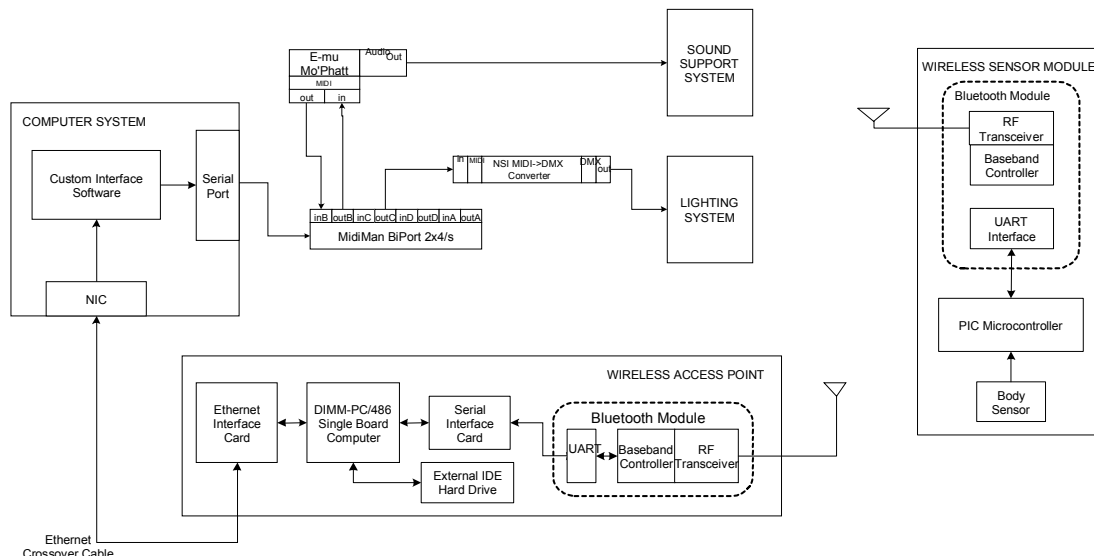 COMPUTER SYSTEM
Custom Interface
Software
Serial
Port
NIC
E-mu
Mo'Phatt
Audio
Out
MIDI
out
in
SOUND
SUPPORT
SYSTEM
In
MIDI
NSI MIDI->DMX
Converter
DMX
out
LIGHTING
SYSTEM
inB outB inC outC inD outD inA outA
MidiMan BiPort 2x4/s
WIRELESS SENSOR MODULE
Bluetooth Module
RF
Transceiver
Baseband
Controller
UART
Interface
PIC Microcontroller
Body
Sensor
WIRELESS ACCESS POINT
Ethernet
Interface
Card
DIMM-PC/486
Single Board
Computer
Serial
Interface
Card
External IDE
Hard Drive
Bluetooth Module
UART
Baseband
Controller
RF
Transceiver
Ethernet
Crossover Cable